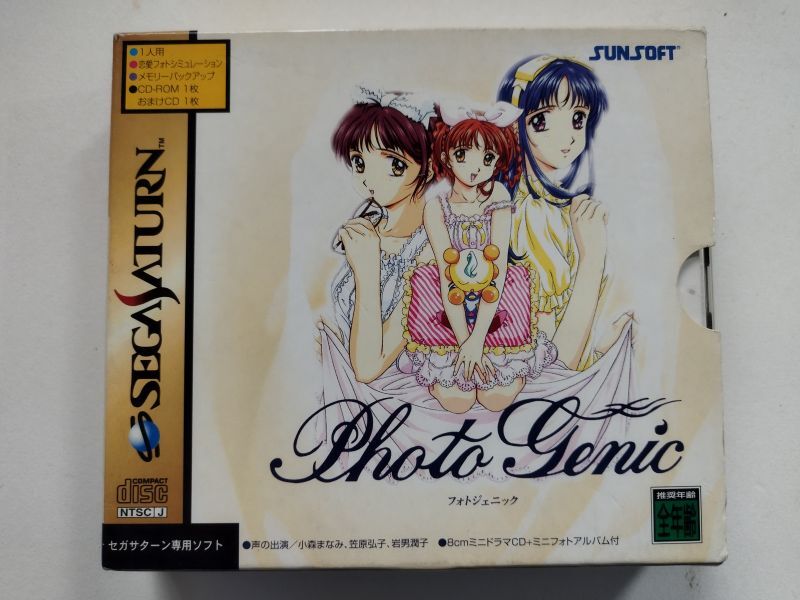 ●1人用
●恋愛フォトシミュレーション
●メモリーバックアップ
●CD-ROM 1枚
おまけCD 1枚
SUNSOFT®
SEGA SATURN™
Photo Genic
フォトジェニック
COMPACT
disc
NTSC J
推奨年齢
全年齢
セガサターン専用ソフト
●声の出演/小森まなみ、笠原弘子、岩男潤子
●8cmミニドラマCD+ミニフォトアルバム付